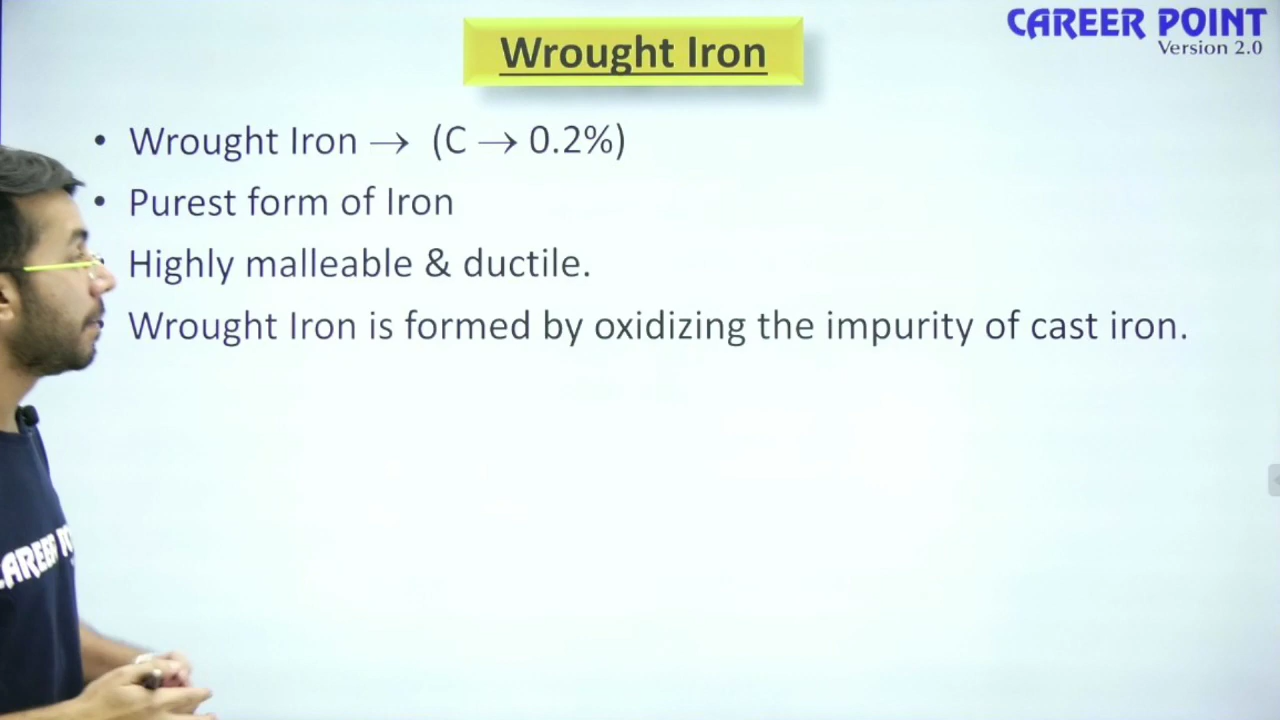 CAREER POINT
Version 2.0
Wrought Iron
• Wrought Iron → (C → 0.2%)
• Purest form of Iron
Highly malleable & ductile.
Wrought Iron is formed by oxidizing the impurity of cast iron.